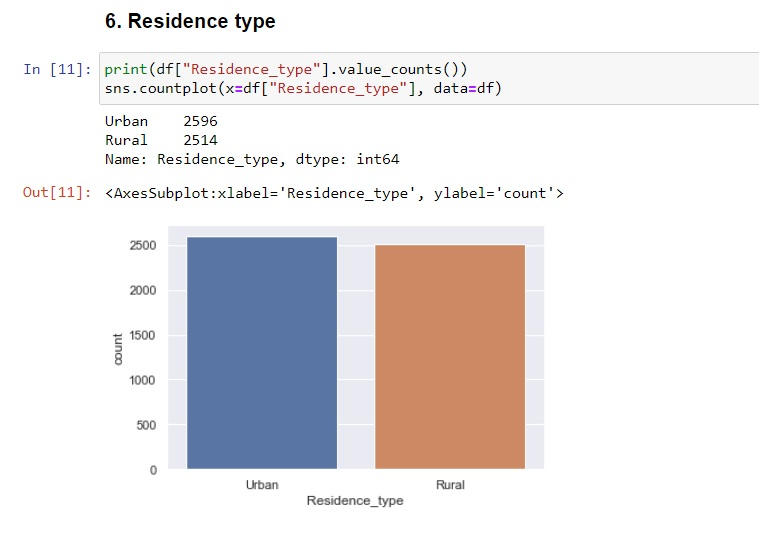 6. Residence type
In [11]: print(df["Residence_type"].value_counts())
sns.countplot(x=df["Residence_type"], data=df)
Urban    2596
Rural    2514
Name: Residence_type, dtype: int64
Out[11]: <AxesSubplot:xlabel='Residence_type', ylabel='count'>
2500
2000
1500
1000
500
0
count
Urban Rural
Residence_type